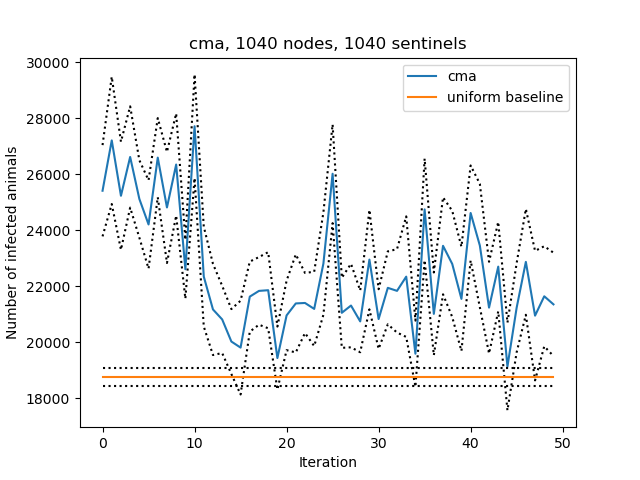 cma, 1040 nodes, 1040 sentinels
30000
28000
26000
24000
22000
20000
18000
Number of infected animals
cma
uniform baseline
0
10
20
30
40
50
Iteration